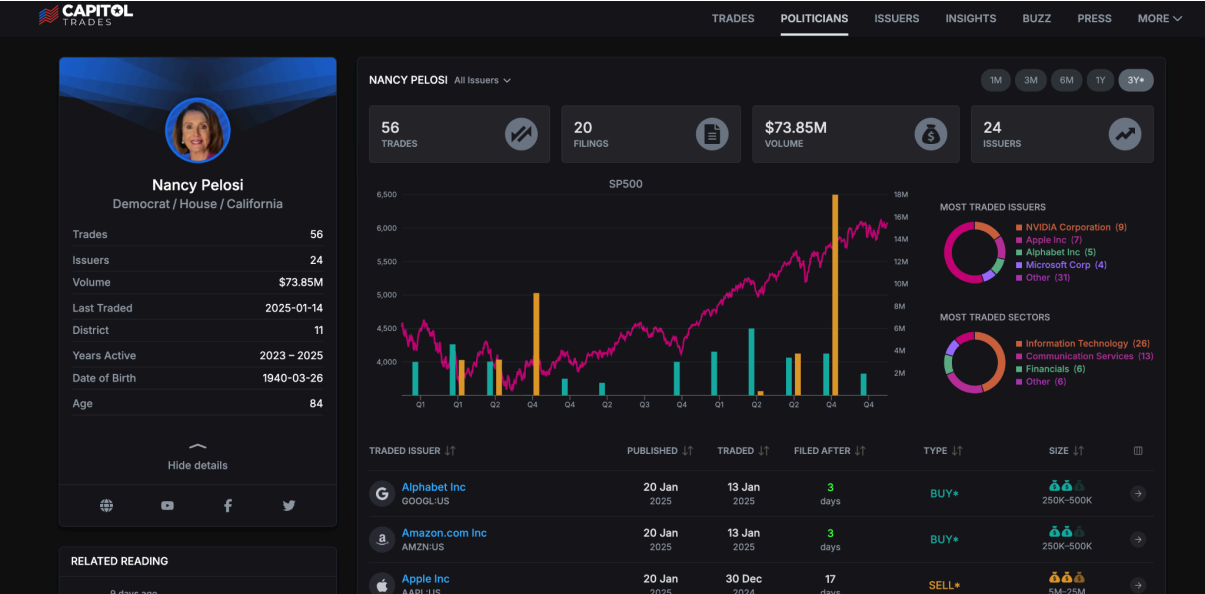 CAPITOL
TRADES
TRADES POLITICIANS ISSUERS INSIGHTS BUZZ PRESS MORE
Nancy Pelosi
Democrat / House / California
Trades 56
Issuers 24
Volume $73.85M
Last Traded 2025-01-14
District 11
Years Active 2023 – 2025
Date of Birth 1940-03-26
Age 84
Hide details
RELATED READING
9 days ago
NANCY PELOSI All Issuers 1M 3M 6M 1Y 3Y*
56
TRADES
20
FILINGS
$73.85M
VOLUME
24
ISSUERS
SP500
6,500
6,000
5,500
5,000
4,500
4,000
18M
16M
14M
12M
10M
8M
6M
4M
2M
Q1 Q1 Q2 Q4 Q4 Q2 Q3 Q4 Q1 Q2 Q2 Q4 Q4
MOST TRADED ISSUERS
NVIDIA Corporation (9)
Apple Inc (7)
Alphabet Inc (5)
Microsoft Corp (4)
Other (31)
MOST TRADED SECTORS
Information Technology (26)
Communication Services (13)
Financials (6)
Other (6)
TRADED ISSUER PUBLISHED TRADED FILED AFTER TYPE SIZE
G Alphabet Inc 20 Jan 13 Jan 3 BUY*
GOOGL:US 2025 2025 days 250K–500K
a Amazon.com Inc 20 Jan 13 Jan 3 BUY*
AMZN:US 2025 2025 days 250K–500K
Apple Inc 20 Jan 30 Dec 17 SELL*
AAPL:US 2025 2024 days 5M–25M